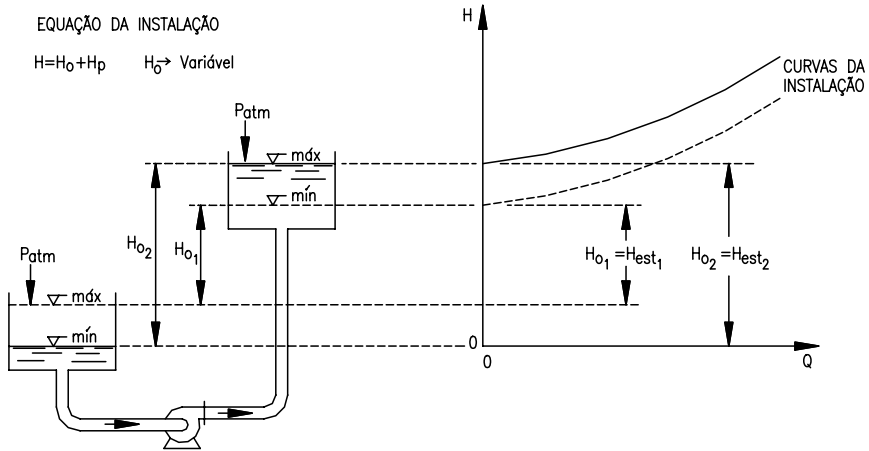 EQUAÇÃO DA INSTALAÇÃO
H=Ho+Hp Ho→ Variável
H
CURVAS DA
INSTALAÇÃO
Patm
máx
mín
Ho2
Ho1
Ho1 =Hest1
Ho2 =Hest2
Patm
máx
mín
0
0
Q